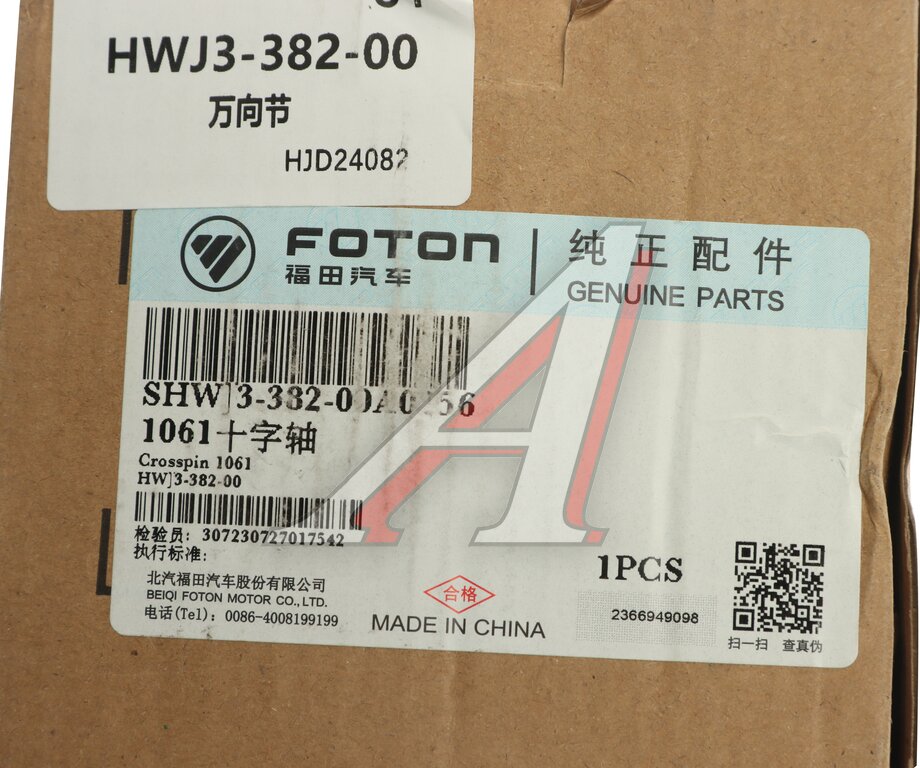 HWJ3-382-00
万向节
HJD24082
FOTON
福田汽车
纯正配件
GENUINE PARTS
1061十字轴
Crosspin 1061
HWJ3-382-00
检验员: 307230727017542
执行标准:
北汽福田汽车股份有限公司
BEIQI FOTON MOTOR CO., LTD.
电话(Tel): 0086-4008199199
合格
MADE IN CHINA
1PCS
2366949098
扫一扫 查真伪